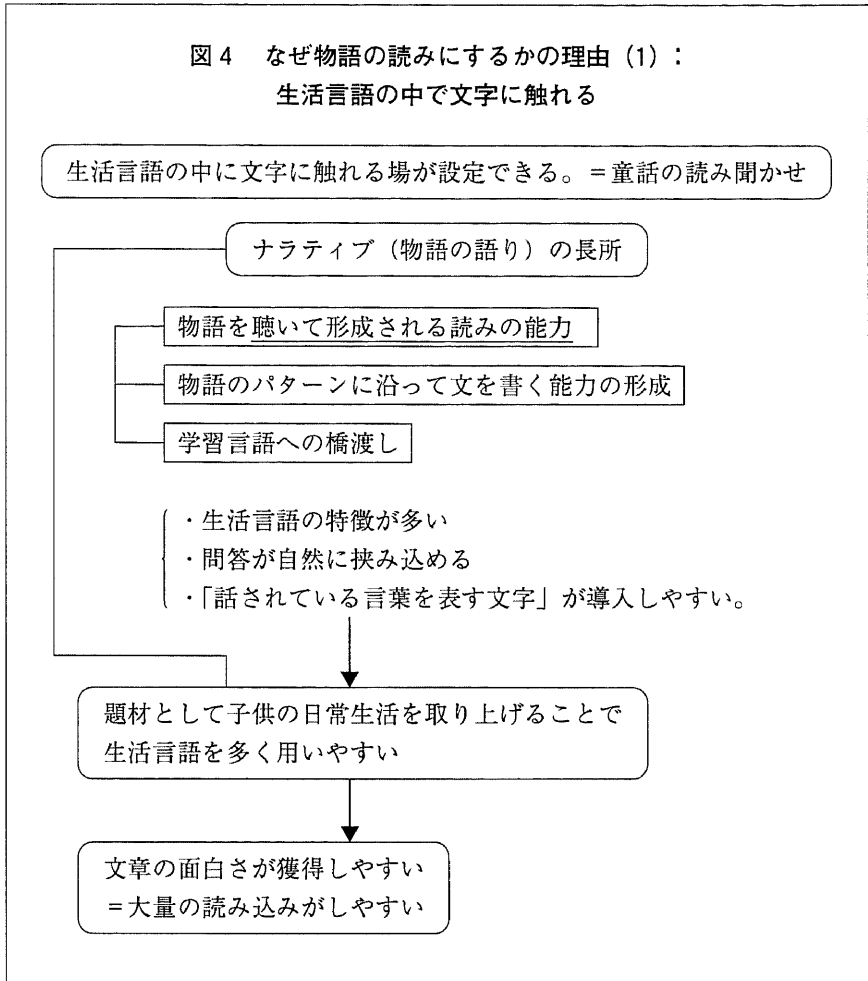 図4　なぜ物語の読みにするかの理由（1）：
生活言語の中で文字に触れる
生活言語の中に文字に触れる場が設定できる。＝童話の読み聞かせ
ナラティブ（物語の語り）の長所
物語を聴いて形成される読みの能力
物語のパターンに沿って文を書く能力の形成
学習言語への橋渡し
・生活言語の特徴が多い
・問答が自然に挟み込める
・「話されている言葉を表す文字」が導入しやすい。
題材として子供の日常生活を取り上げることで
生活言語を多く用いやすい
文章の面白さが獲得しやすい
＝大量の読み込みがしやすい